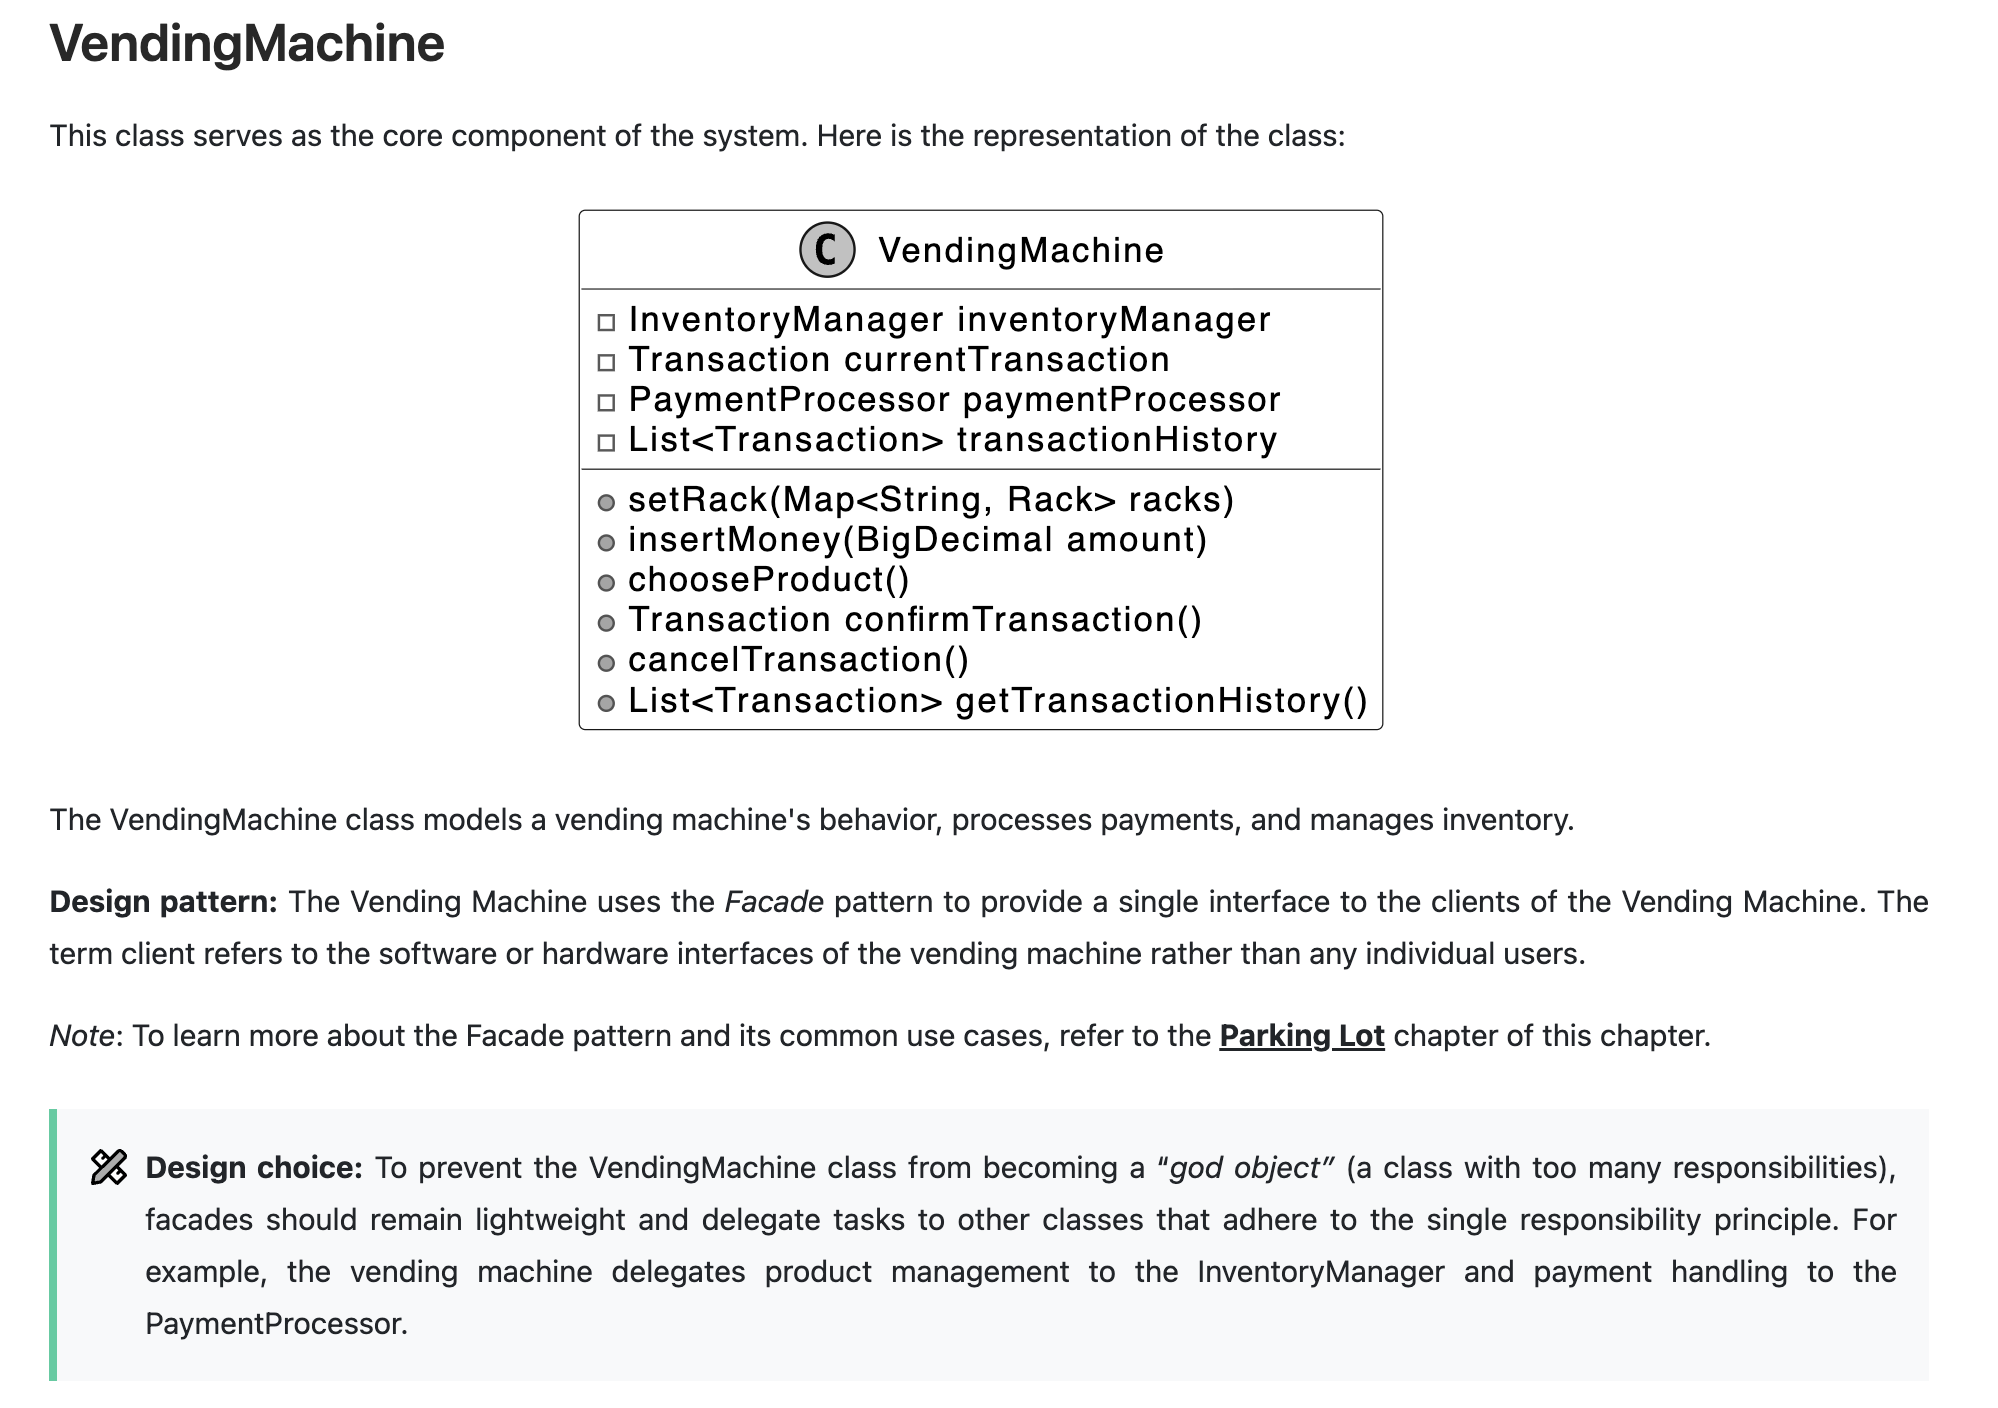 VendingMachine
This class serves as the core component of the system. Here is the representation of the class:
C VendingMachine
InventoryManager inventoryManager
Transaction currentTransaction
PaymentProcessor paymentProcessor
List<Transaction> transactionHistory
setRack(Map<String, Rack> racks)
insertMoney(BigDecimal amount)
chooseProduct()
Transaction confirmTransaction()
cancelTransaction()
List<Transaction> getTransactionHistory()
The VendingMachine class models a vending machine's behavior, processes payments, and manages inventory.
Design pattern: The Vending Machine uses the Facade pattern to provide a single interface to the clients of the Vending Machine. The
term client refers to the software or hardware interfaces of the vending machine rather than any individual users.
Note: To learn more about the Facade pattern and its common use cases, refer to the Parking Lot chapter of this chapter.
Design choice: To prevent the VendingMachine class from becoming a "god object” (a class with too many responsibilities),
facades should remain lightweight and delegate tasks to other classes that adhere to the single responsibility principle. For
example, the vending machine delegates product management to the InventoryManager and payment handling to the
PaymentProcessor.